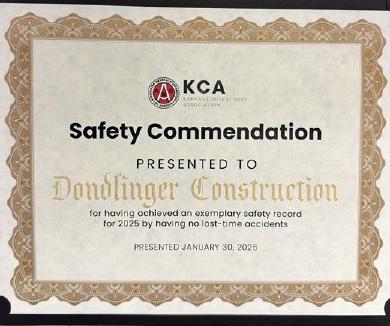 KCA
KANSAS CONTRACTORS
ASSOCIATION
Safety Commendation
PRESENTED TO
Dondlinger Construction
for having achieved an exemplary safety record
for 2025 by having no lost-time accidents
PRESENTED JANUARY 30, 2026